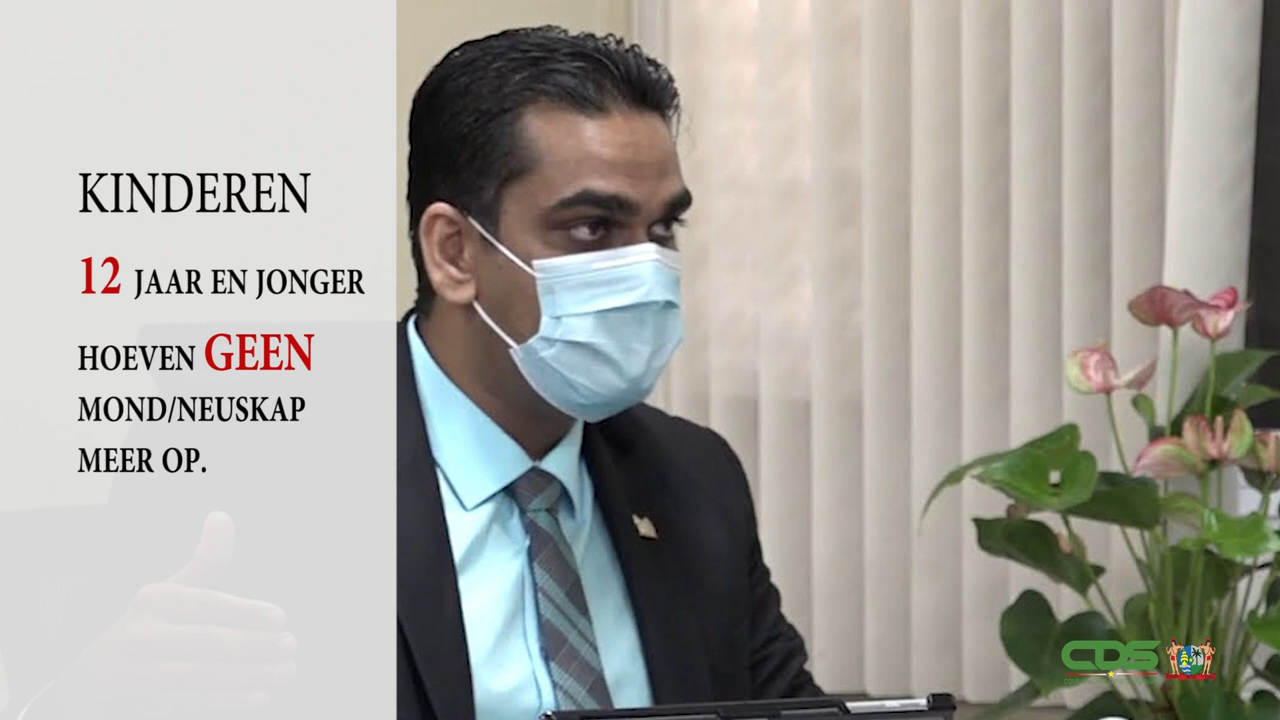 KINDEREN
12 JAAR EN JONGER
HOEVEN GEEN
MOND/NEUSKAP
MEER OP.
CDS